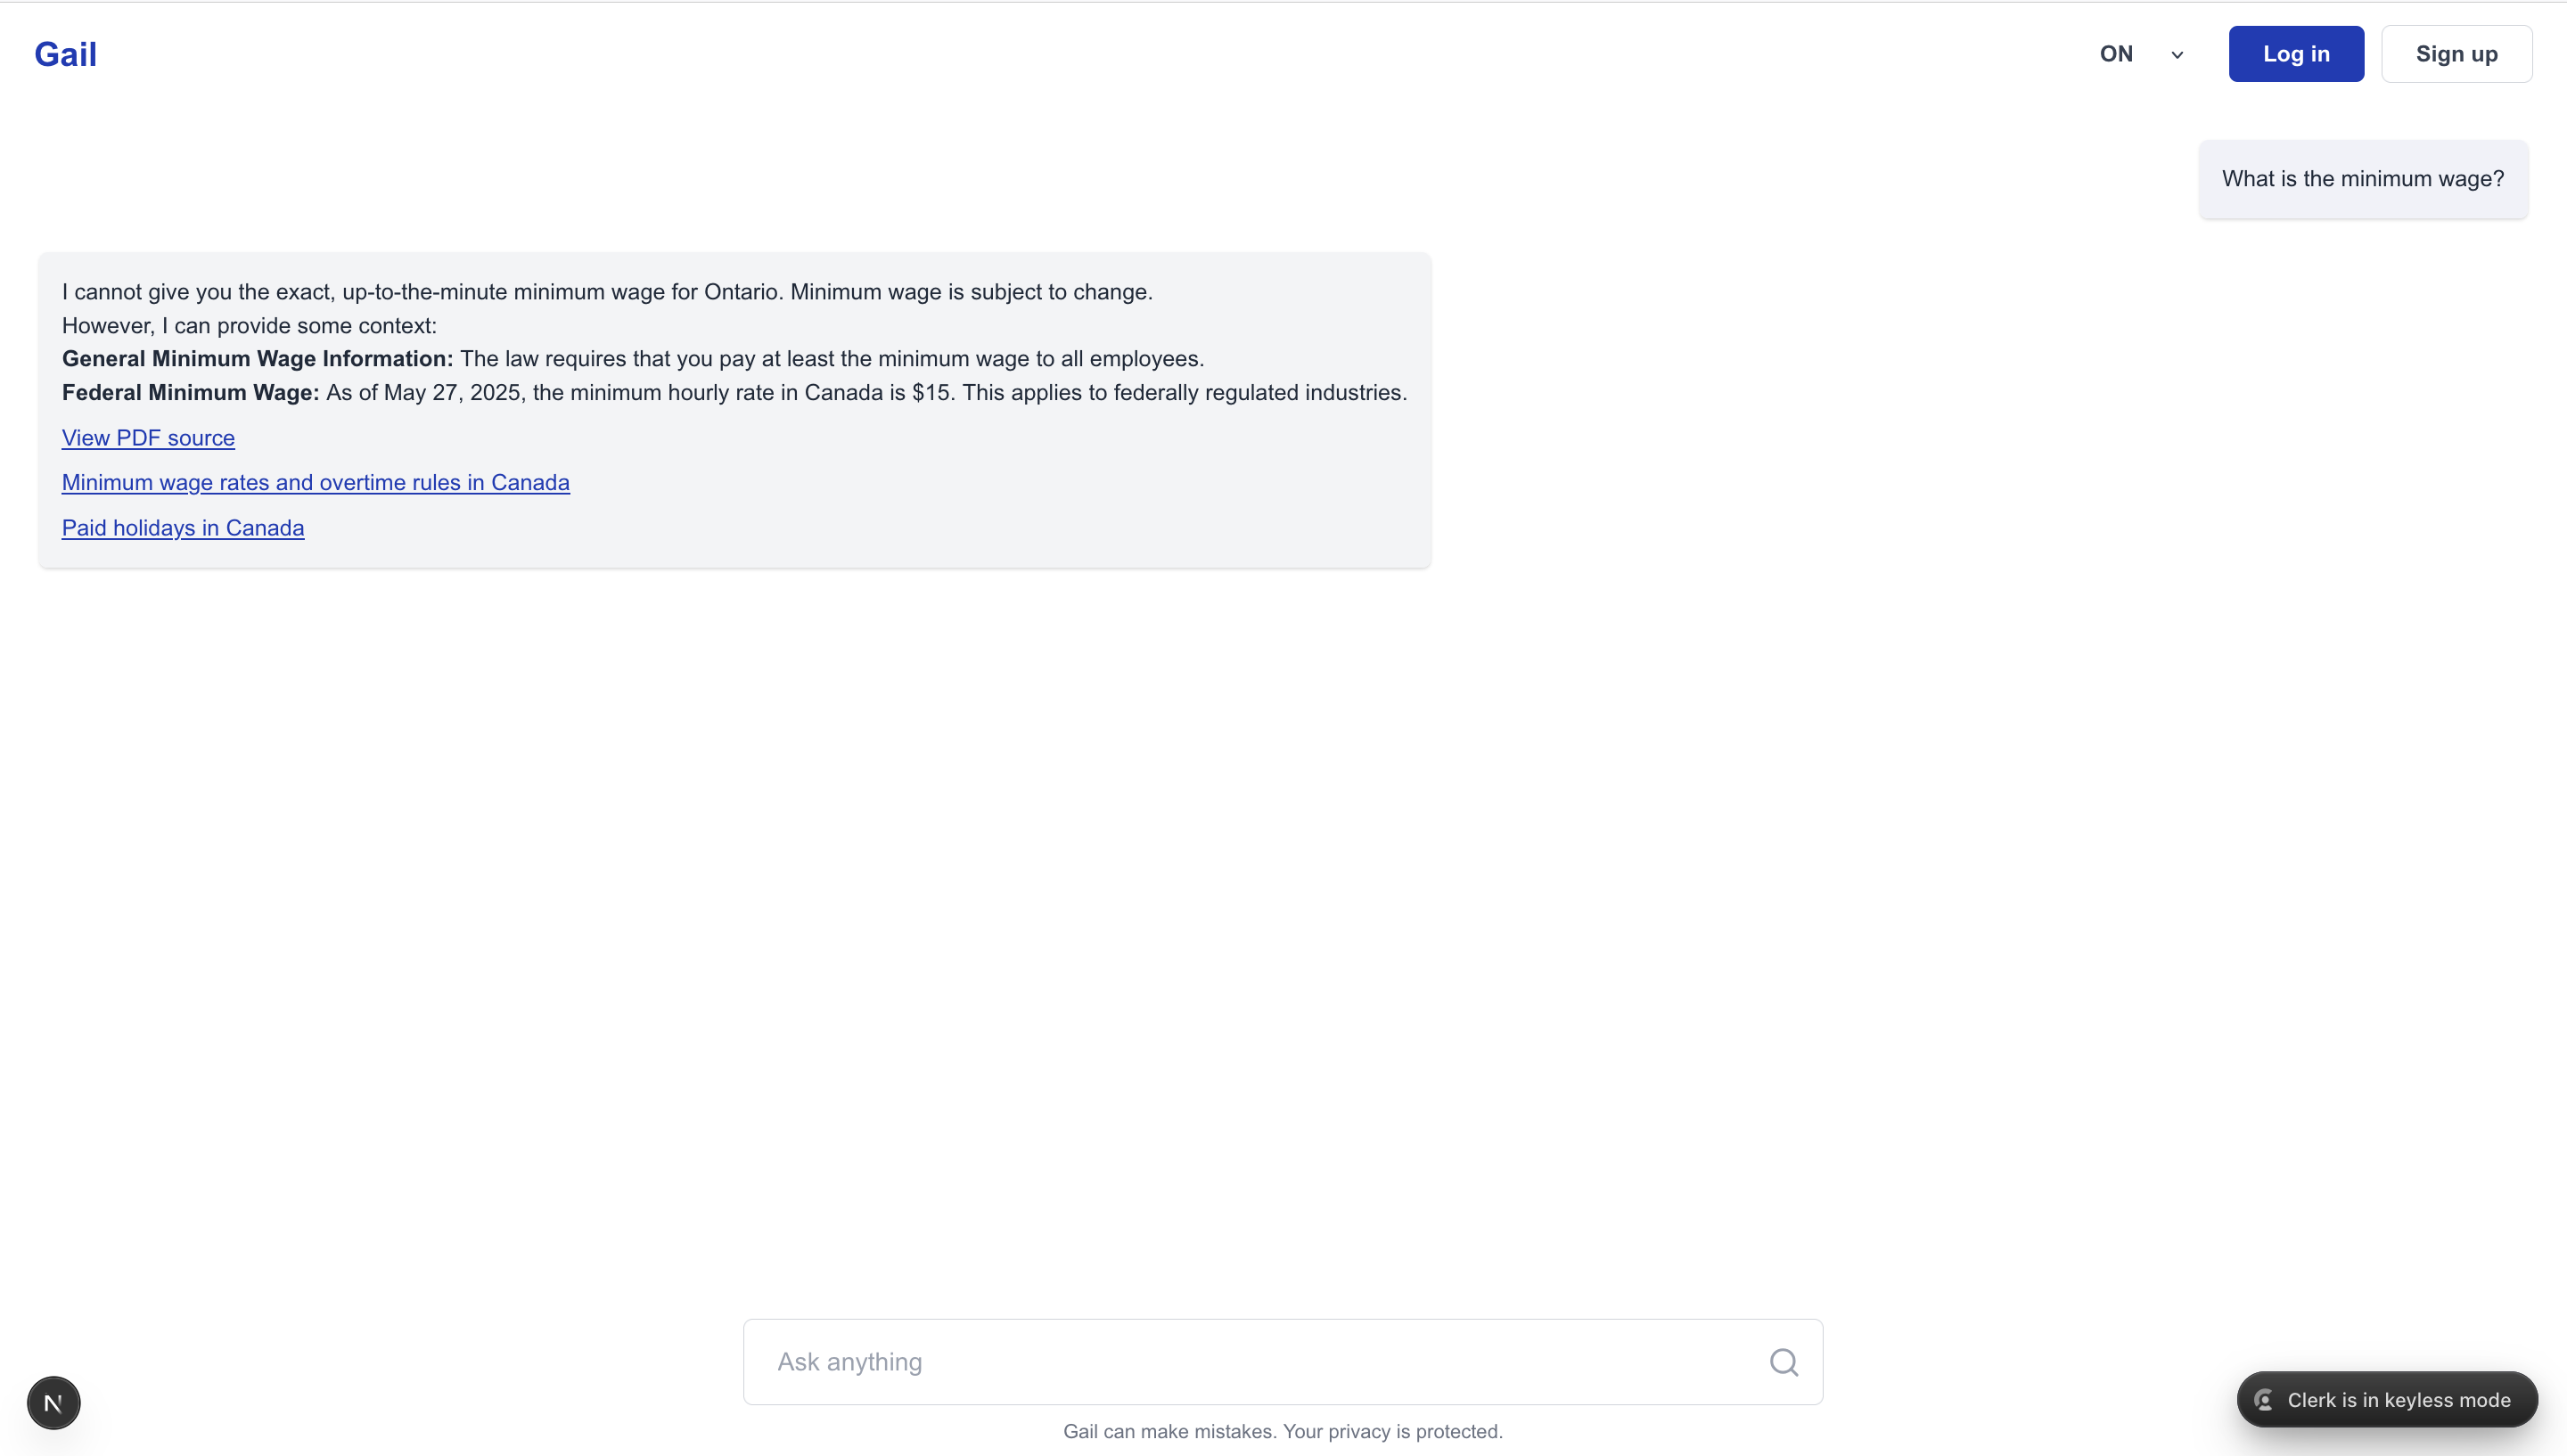 Gail
ON
Log in
Sign up
What is the minimum wage?
I cannot give you the exact, up-to-the-minute minimum wage for Ontario. Minimum wage is subject to change.
However, I can provide some context:
General Minimum Wage Information: The law requires that you pay at least the minimum wage to all employees.
Federal Minimum Wage: As of May 27, 2025, the minimum hourly rate in Canada is $15. This applies to federally regulated industries.
View PDF source
Minimum wage rates and overtime rules in Canada
Paid holidays in Canada
Ask anything
N
Clerk is in keyless mode
Gail can make mistakes. Your privacy is protected.